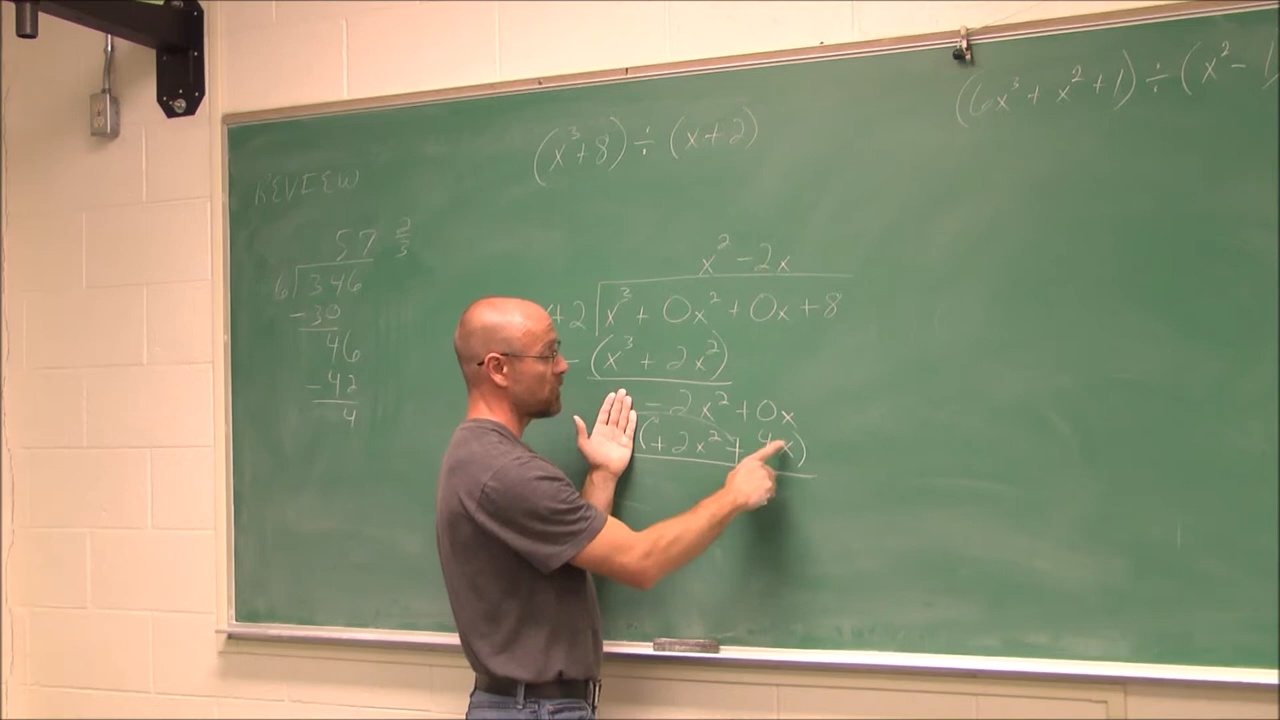 REVIEW
57 2/3
6)346
-30
46
-42
4
(x³+8) ÷ (x+2)
x² - 2x
+2)x³ + 0x² + 0x + 8
- (x³ + 2x²)
- 2x² + 0x
(+2x² + 4x)
(6x³ + x² + 1) ÷ (x² - 1)